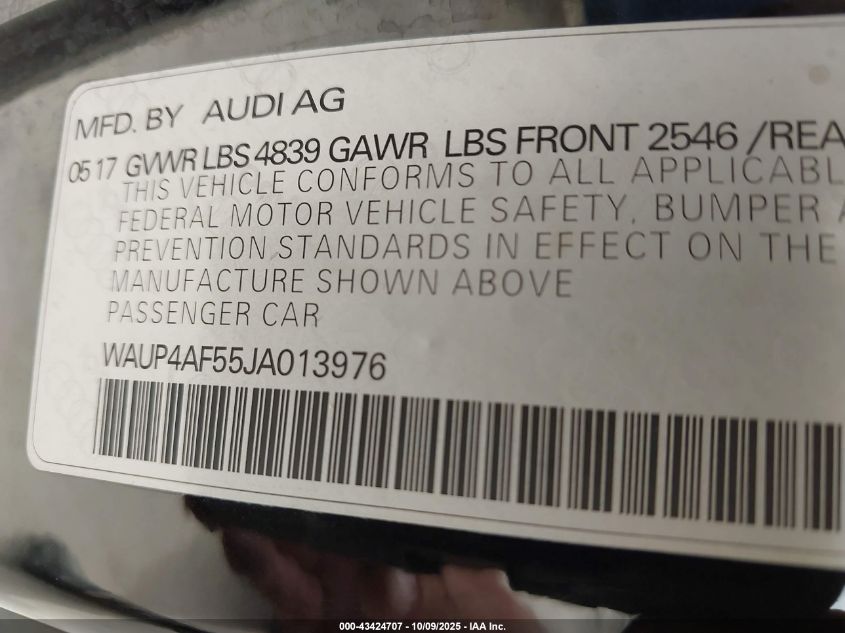 MFD. BY AUDI AG
05 17 GVWR LBS 4839 GAWR LBS FRONT 2546 /REA
THIS VEHICLE CONFORMS TO ALL APPLICABL
FEDERAL MOTOR VEHICLE SAFETY, BUMPER A
PREVENTION STANDARDS IN EFFECT ON THE
MANUFACTURE SHOWN ABOVE
PASSENGER CAR
WAUP4AF55JA013976
000-43424707 - 10/09/2025 - IAA Inc.